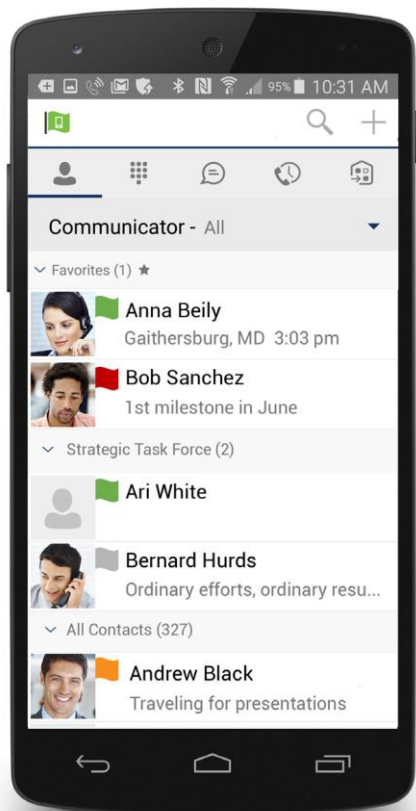 95% 10:31 AM
Communicator - All
Favorites (1)
Anna Beily
Gaithersburg, MD 3:03 pm
Bob Sanchez
1st milestone in June
Strategic Task Force (2)
Ari White
Bernard Hurds
Ordinary efforts, ordinary resu...
All Contacts (327)
Andrew Black
Traveling for presentations